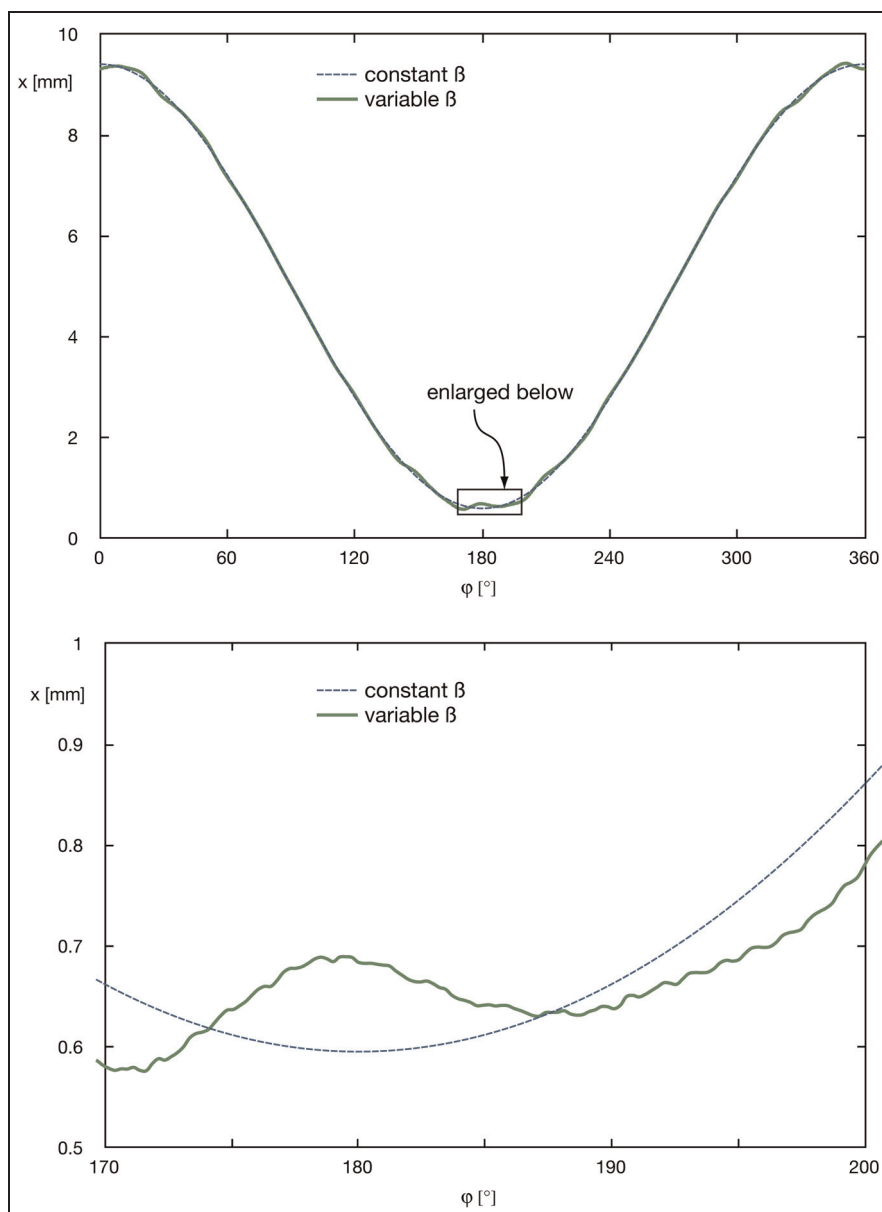 10
x [mm]
constant ß
variable ß
8
6
4
enlarged below
2
0
0 60 120 180 240 300 360
φ [°]
1
x [mm]
constant ß
variable ß
0.9
0.8
0.7
0.6
0.5
170 180 190 200
φ [°]